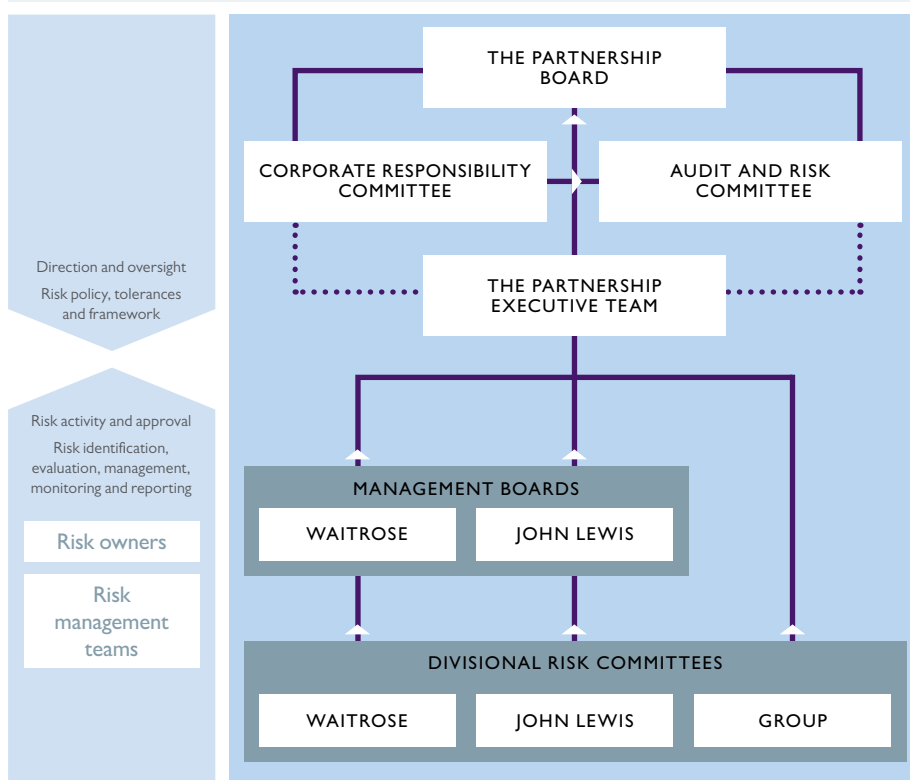 THE PARTNERSHIP
BOARD
CORPORATE RESPONSIBILITY
COMMITTEE
AUDIT AND RISK
COMMITTEE
THE PARTNERSHIP
EXECUTIVE TEAM
Direction and oversight
Risk policy, tolerances
and framework
Risk activity and approval
Risk identification,
evaluation, management,
monitoring and reporting
Risk owners
Risk
management
teams
MANAGEMENT BOARDS
WAITROSE
JOHN LEWIS
DIVISIONAL RISK COMMITTEES
WAITROSE
JOHN LEWIS
GROUP